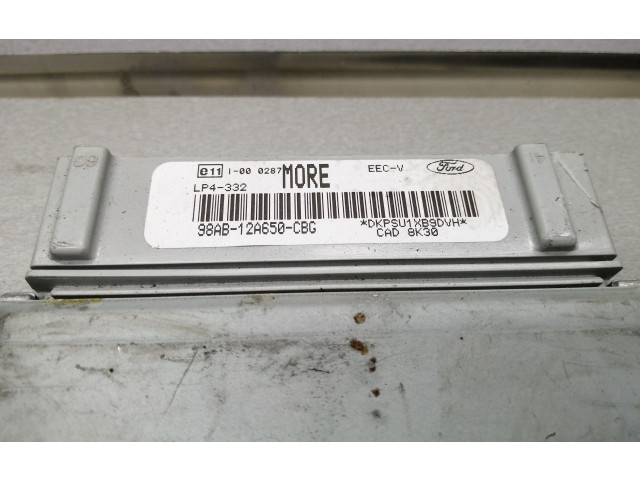 e11 I-00 0287 MORE EEC-V Ford
LP4-332
98AB-12A650-CBG *DKPSU1XB9DVH*
CAD 8K30